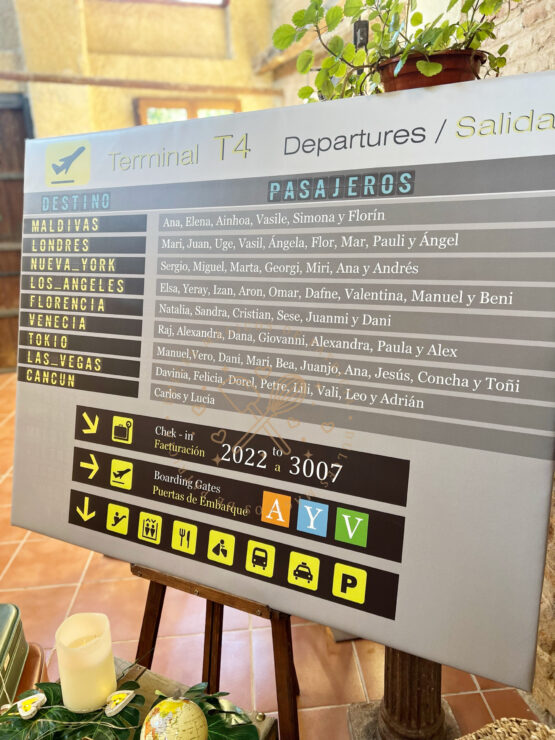 Terminal T4 Departures / Salida
DESTINO PASAJEROS
MALDIVAS Ana, Elena, Ainhoa, Vasile, Simona y Florín
LONDRES Mari, Juan, Uge, Vasil, Ángela, Flor, Mar, Pauli y Ángel
NUEVA_YORK Sergio, Miguel, Marta, Georgi, Miri, Ana y Andrés
LOS_ANGELES Elsa, Yeray, Izan, Aron, Omar, Dafne, Valentina, Manuel y Beni
FLORENCIA Natalia, Sandra, Cristian, Sese, Juanmi y Dani
VENECIA Raj, Alexandra, Dana, Giovanni, Alexandra, Paula y Alex
TOKIO Manuel,Vero, Dani, Mari, Bea, Juanjo, Ana, Jesús, Concha y Toñi
LAS_VEGAS Davinia, Felicia, Dorel, Petre, Lili, Vali, Leo y Adrián
CANCUN Carlos y Lucía
Chek - in
Facturación
2022 to a 3007
Boarding Gates
Puertas de Embarque
A Y V
P